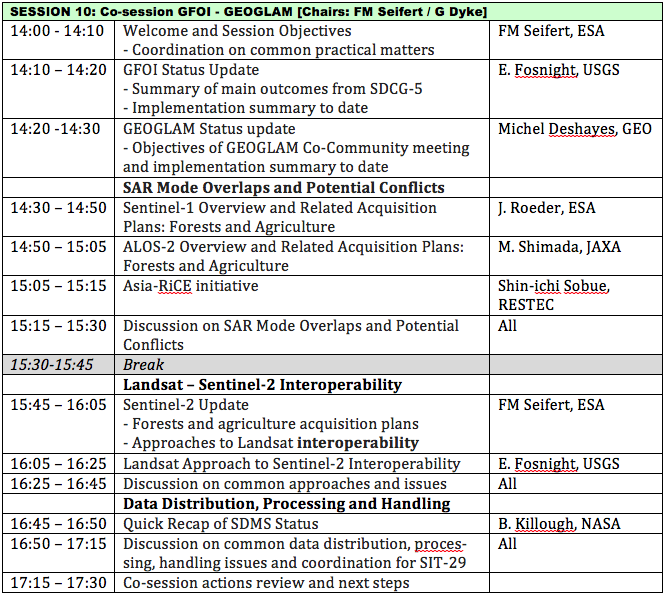 SESSION 10: Co-session GFOI - GEOGLAM [Chairs: FM Seifert / G Dyke]
14:00 - 14:10 Welcome and Session Objectives FM Seifert, ESA
- Coordination on common practical matters
14:10 – 14:20 GFOI Status Update E. Fosnight, USGS
- Summary of main outcomes from SDCG-5
- Implementation summary to date
14:20 -14:30 GEOGLAM Status update Michel Deshayes, GEO
- Objectives of GEOGLAM Co-Community meeting
and implementation summary to date
SAR Mode Overlaps and Potential Conflicts
14:30 – 14:50 Sentinel-1 Overview and Related Acquisition J. Roeder, ESA
Plans: Forests and Agriculture
14:50 – 15:05 ALOS-2 Overview and Related Acquisition Plans: M. Shimada, JAXA
Forests and Agriculture
15:05 – 15:15 Asia-RiCE initiative Shin-ichi Sobue,
RESTEC
15:15 – 15:30 Discussion on SAR Mode Overlaps and Potential All
Conflicts
15:30-15:45 Break
Landsat – Sentinel-2 Interoperability
15:45 – 16:05 Sentinel-2 Update FM Seifert, ESA
- Forests and agriculture acquisition plans
- Approaches to Landsat interoperability
16:05 – 16:25 Landsat Approach to Sentinel-2 Interoperability E. Fosnight, USGS
16:25 – 16:45 Discussion on common approaches and issues All
Data Distribution, Processing and Handling
16:45 – 16:50 Quick Recap of SDMS Status B. Killough, NASA
16:50 – 17:15 Discussion on common data distribution, proces- All
sing, handling issues and coordination for SIT-29
17:15 – 17:30 Co-session actions review and next steps